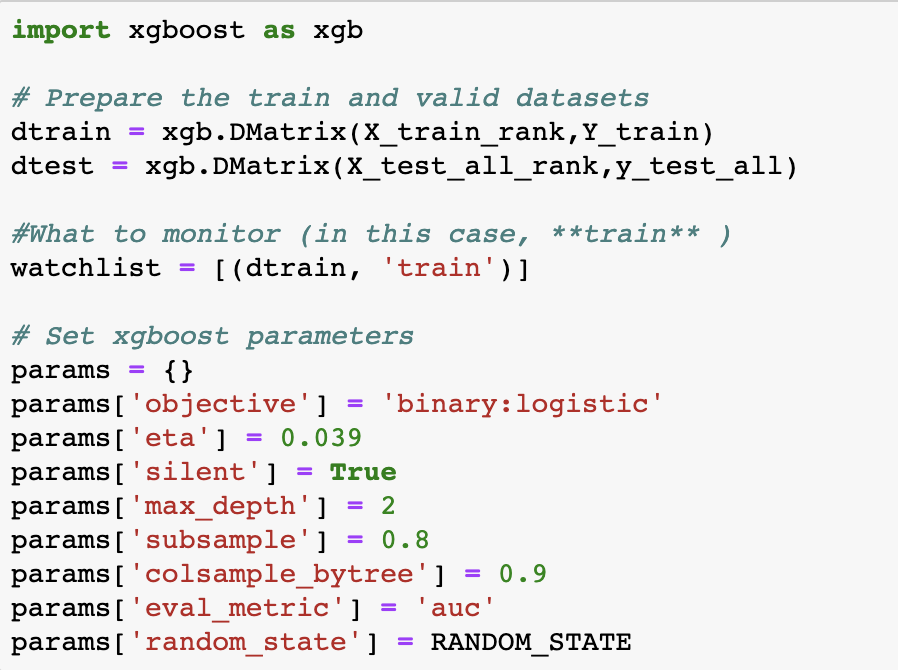 import xgboost as xgb
# Prepare the train and valid datasets
dtrain = xgb.DMatrix(X_train_rank,Y_train)
dtest = xgb.DMatrix(X_test_all_rank,y_test_all)
#What to monitor (in this case, **train** )
watchlist = [(dtrain, 'train')]
# Set xgboost parameters
params = {}
params['objective'] = 'binary:logistic'
params['eta'] = 0.039
params['silent'] = True
params['max_depth'] = 2
params['subsample'] = 0.8
params['colsample_bytree'] = 0.9
params['eval_metric'] = 'auc'
params['random_state'] = RANDOM_STATE